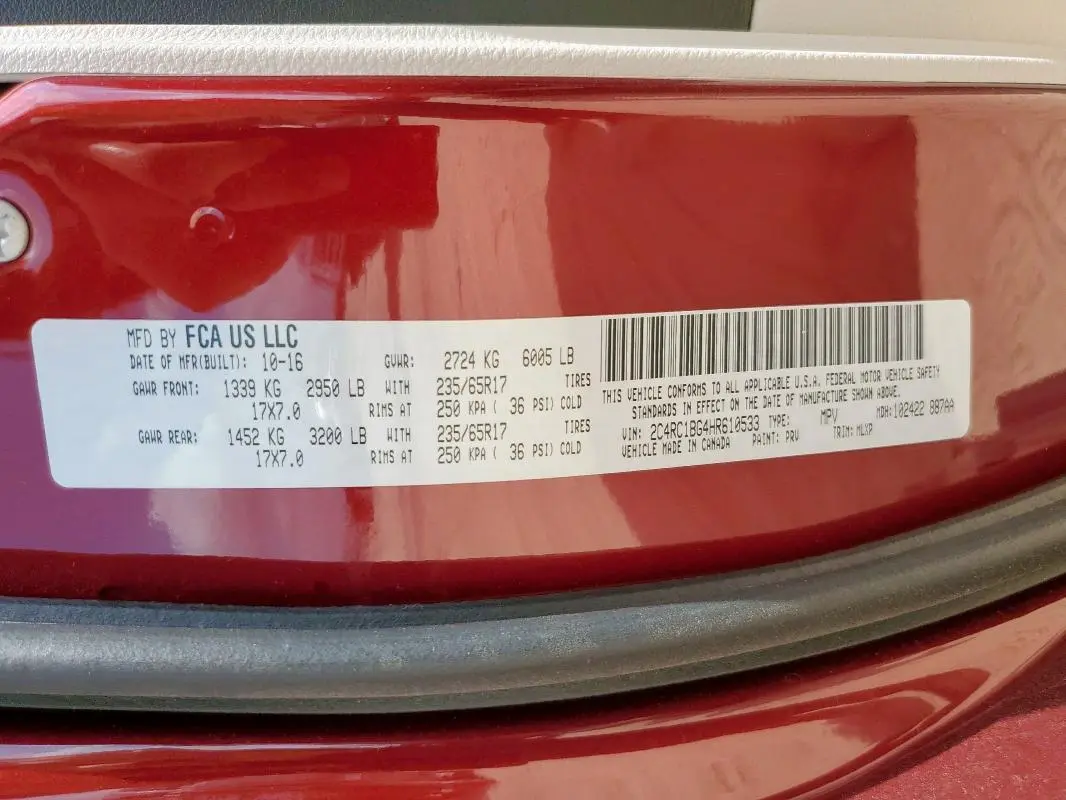 MFD BY FCA US LLC
DATE OF MFR(BUILT): 10-16 GVWR: 2724 KG 6005 LB
GAWR FRONT: 1339 KG 2950 LB WITH 235/65R17 TIRES
17X7.0 RIMS AT 250 KPA ( 36 PSI) COLD
GAWR REAR: 1452 KG 3200 LB WITH 235/65R17 TIRES
17X7.0 RIMS AT 250 KPA ( 36 PSI) COLD
THIS VEHICLE CONFORMS TO ALL APPLICABLE U.S.A. FEDERAL MOTOR VEHICLE SAFETY
STANDARDS IN EFFECT ON THE DATE OF MANUFACTURE SHOWN ABOVE.
VIN: 2C4RC1BG4HR610533 TYPE: MPV MDH:102422 887AA
VEHICLE MADE IN CANADA PAINT: PRV TRIM: MLXP